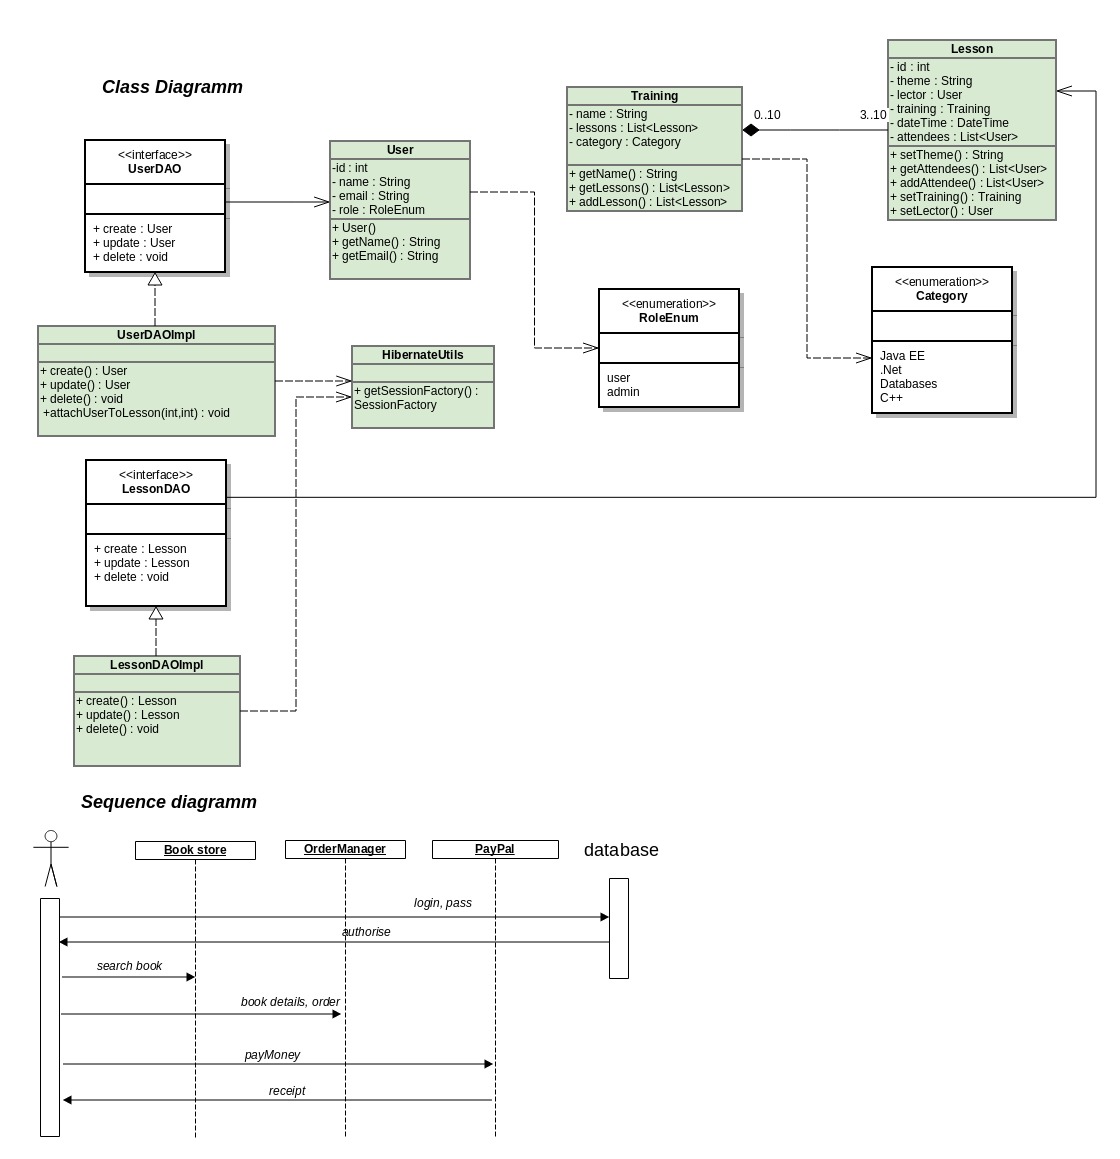 Class Diagramm
<<interface>>
UserDAO
+ create : User
+ update : User
+ delete : void
User
-id : int
- name : String
- email : String
- role : RoleEnum
+ User()
+ getName() : String
+ getEmail() : String
Training
- name : String
- lessons : List<Lesson>
- category : Category
+ getName() : String
+ getLessons() : List<Lesson>
+ addLesson() : List<Lesson>
0..10
3..10
Lesson
- id : int
- theme : String
- lector : User
- training : Training
- dateTime : DateTime
- attendees : List<User>
+ setTheme() : String
+ getAttendees() : List<User>
+ addAttendee() : List<User>
+ setTraining() : Training
+ setLector() : User
UserDAOImpl
+ create() : User
+ update() : User
+ delete() : void
+attachUserToLesson(int,int) : void
HibernateUtils
+ getSessionFactory() :
SessionFactory
<<enumeration>>
RoleEnum
user
admin
<<enumeration>>
Category
Java EE
.Net
Databases
C++
<<interface>>
LessonDAO
+ create : Lesson
+ update : Lesson
+ delete : void
LessonDAOImpl
+ create() : Lesson
+ update() : Lesson
+ delete() : void
Sequence diagramm
Book store
OrderManager
PayPal
database
login, pass
authorise
search book
book details, order
payMoney
receipt